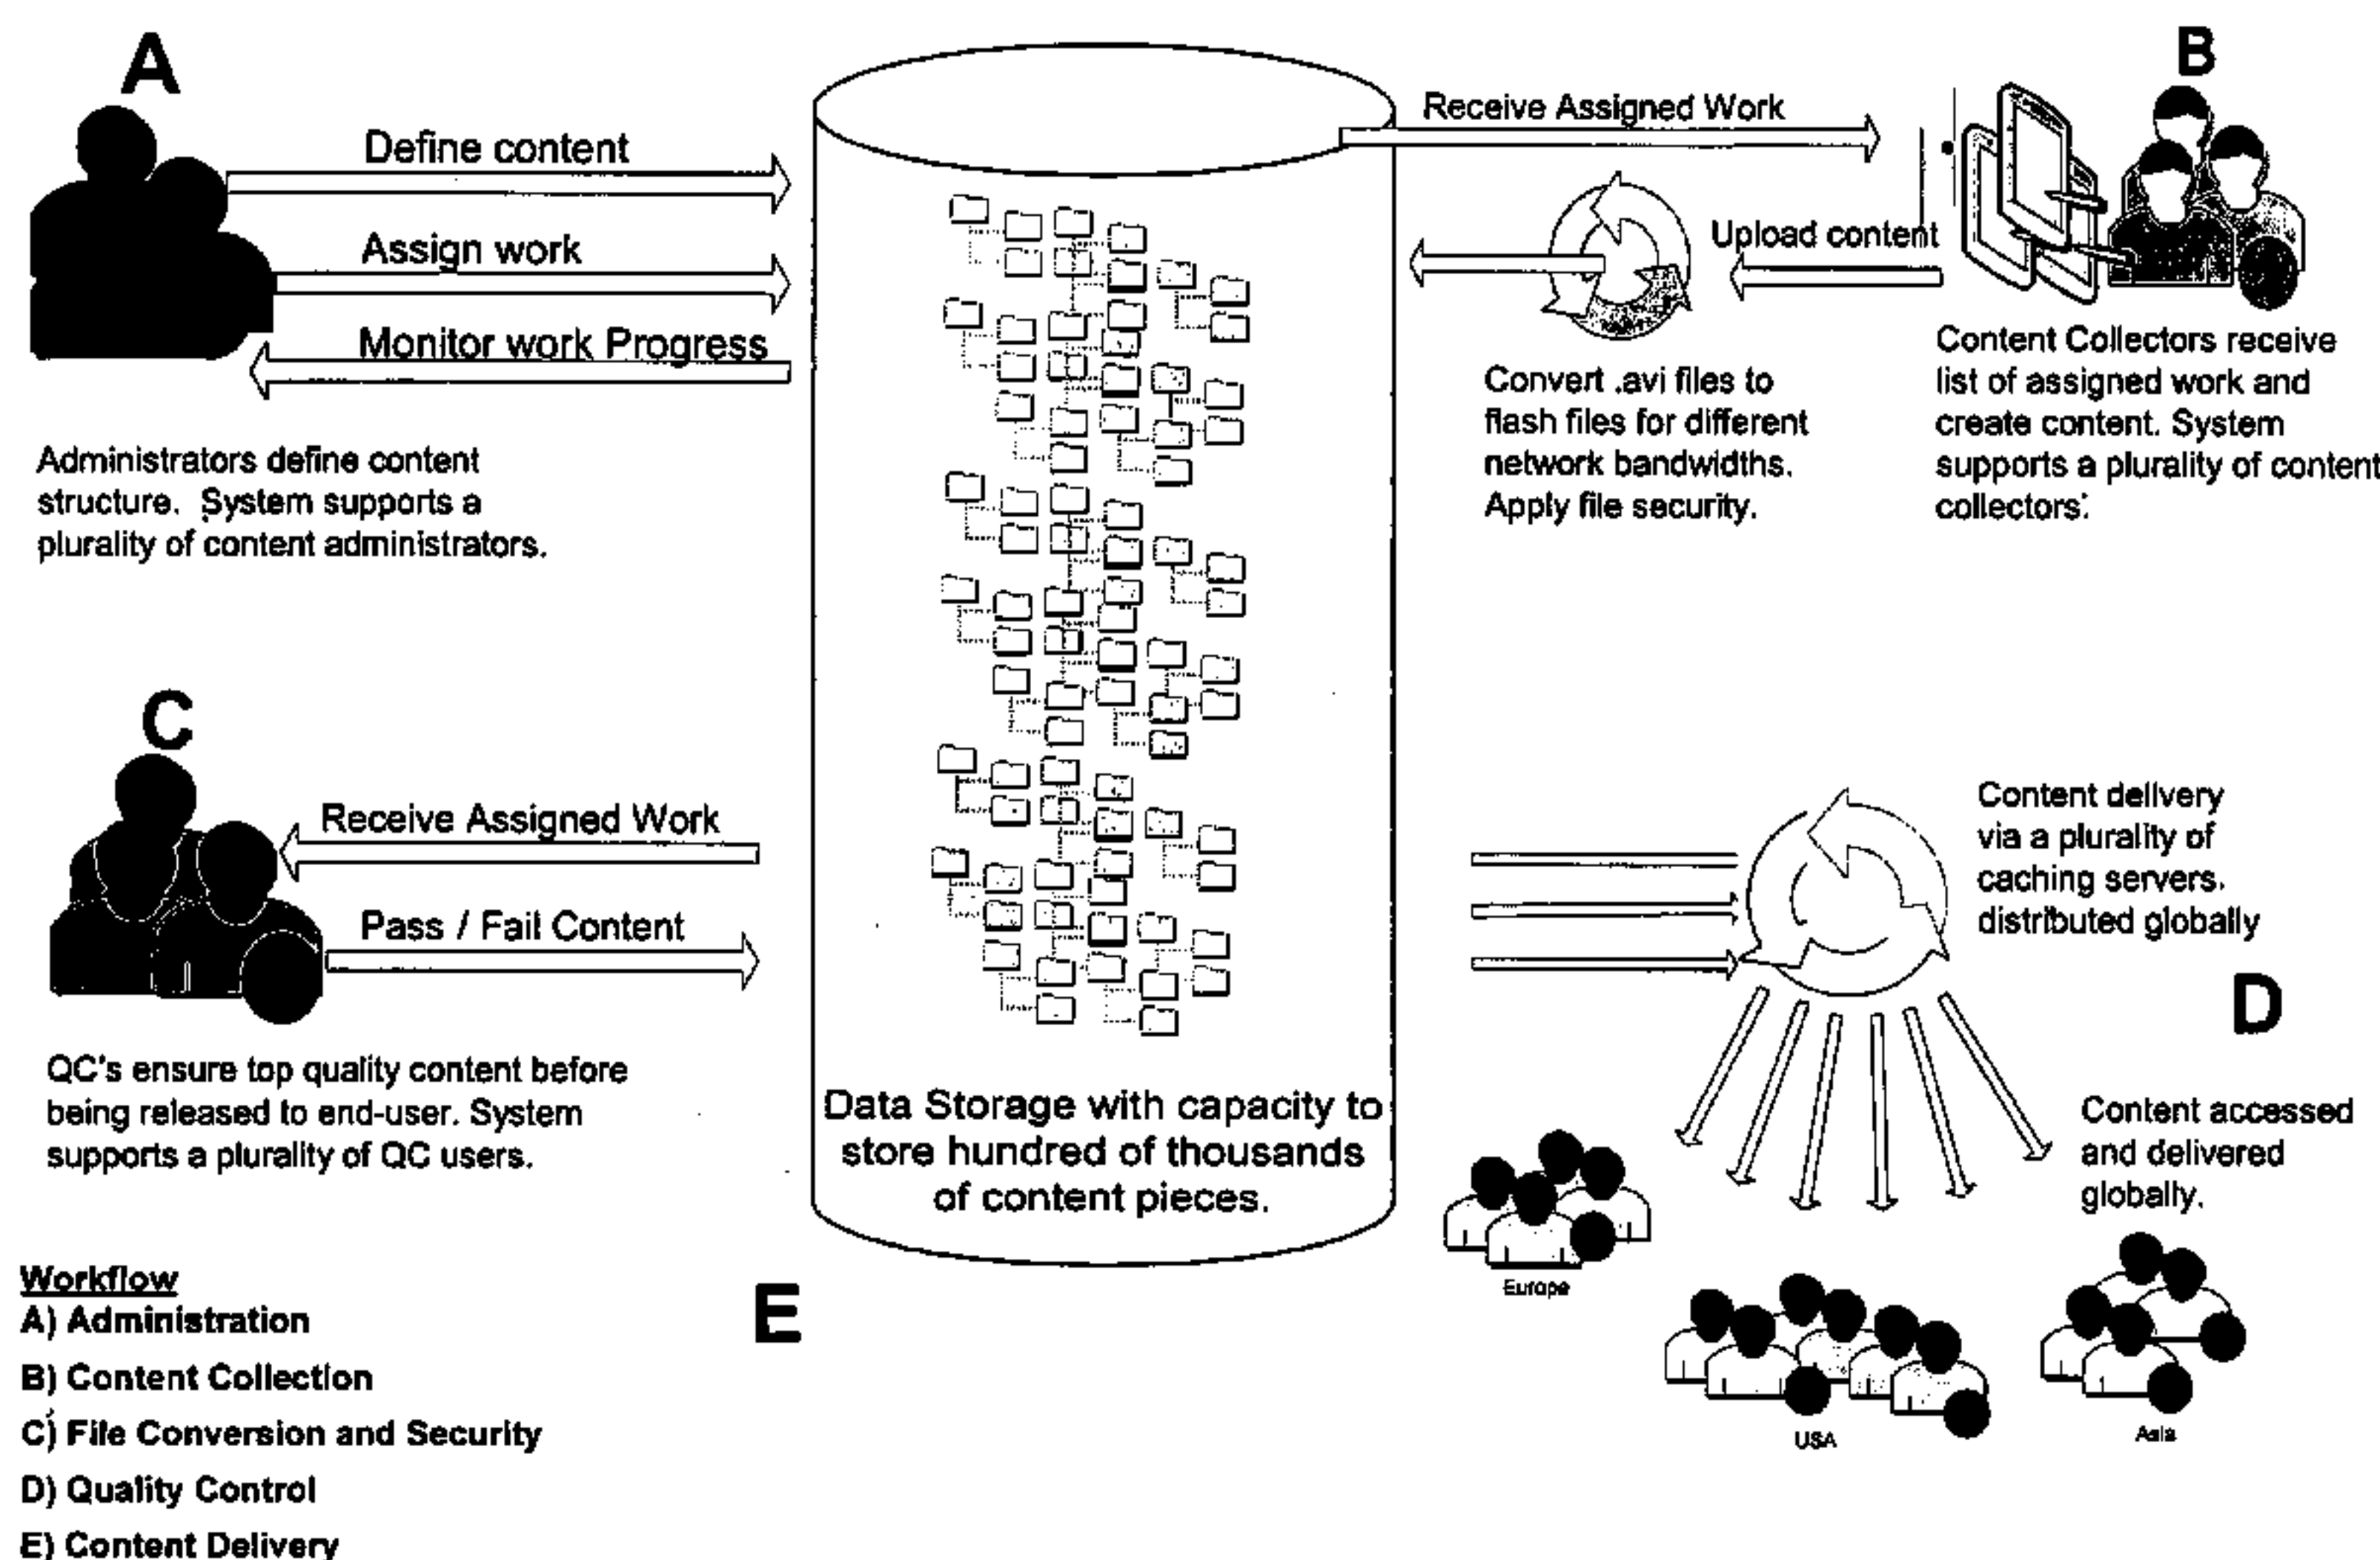 A
Define content
Assign work
Monitor work Progress
Administrators define content
structure. System supports a
plurality of content administrators.
B
Receive Assigned Work
Upload content
Convert .avi files to
flash files for different
network bandwidths.
Apply file security.
Content Collectors receive
list of assigned work and
create content. System
supports a plurality of content
collectors.
C
Receive Assigned Work
Pass / Fail Content
QC's ensure top quality content before
being released to end-user. System
supports a plurality of QC users.
Data Storage with capacity to
store hundred of thousands
of content pieces.
Content delivery
via a plurality of
caching servers.
distributed globally
D
Content accessed
and delivered
globally.
Europe
USA
Asia
E
Workflow
A) Administration
B) Content Collection
C) File Conversion and Security
D) Quality Control
E) Content Delivery